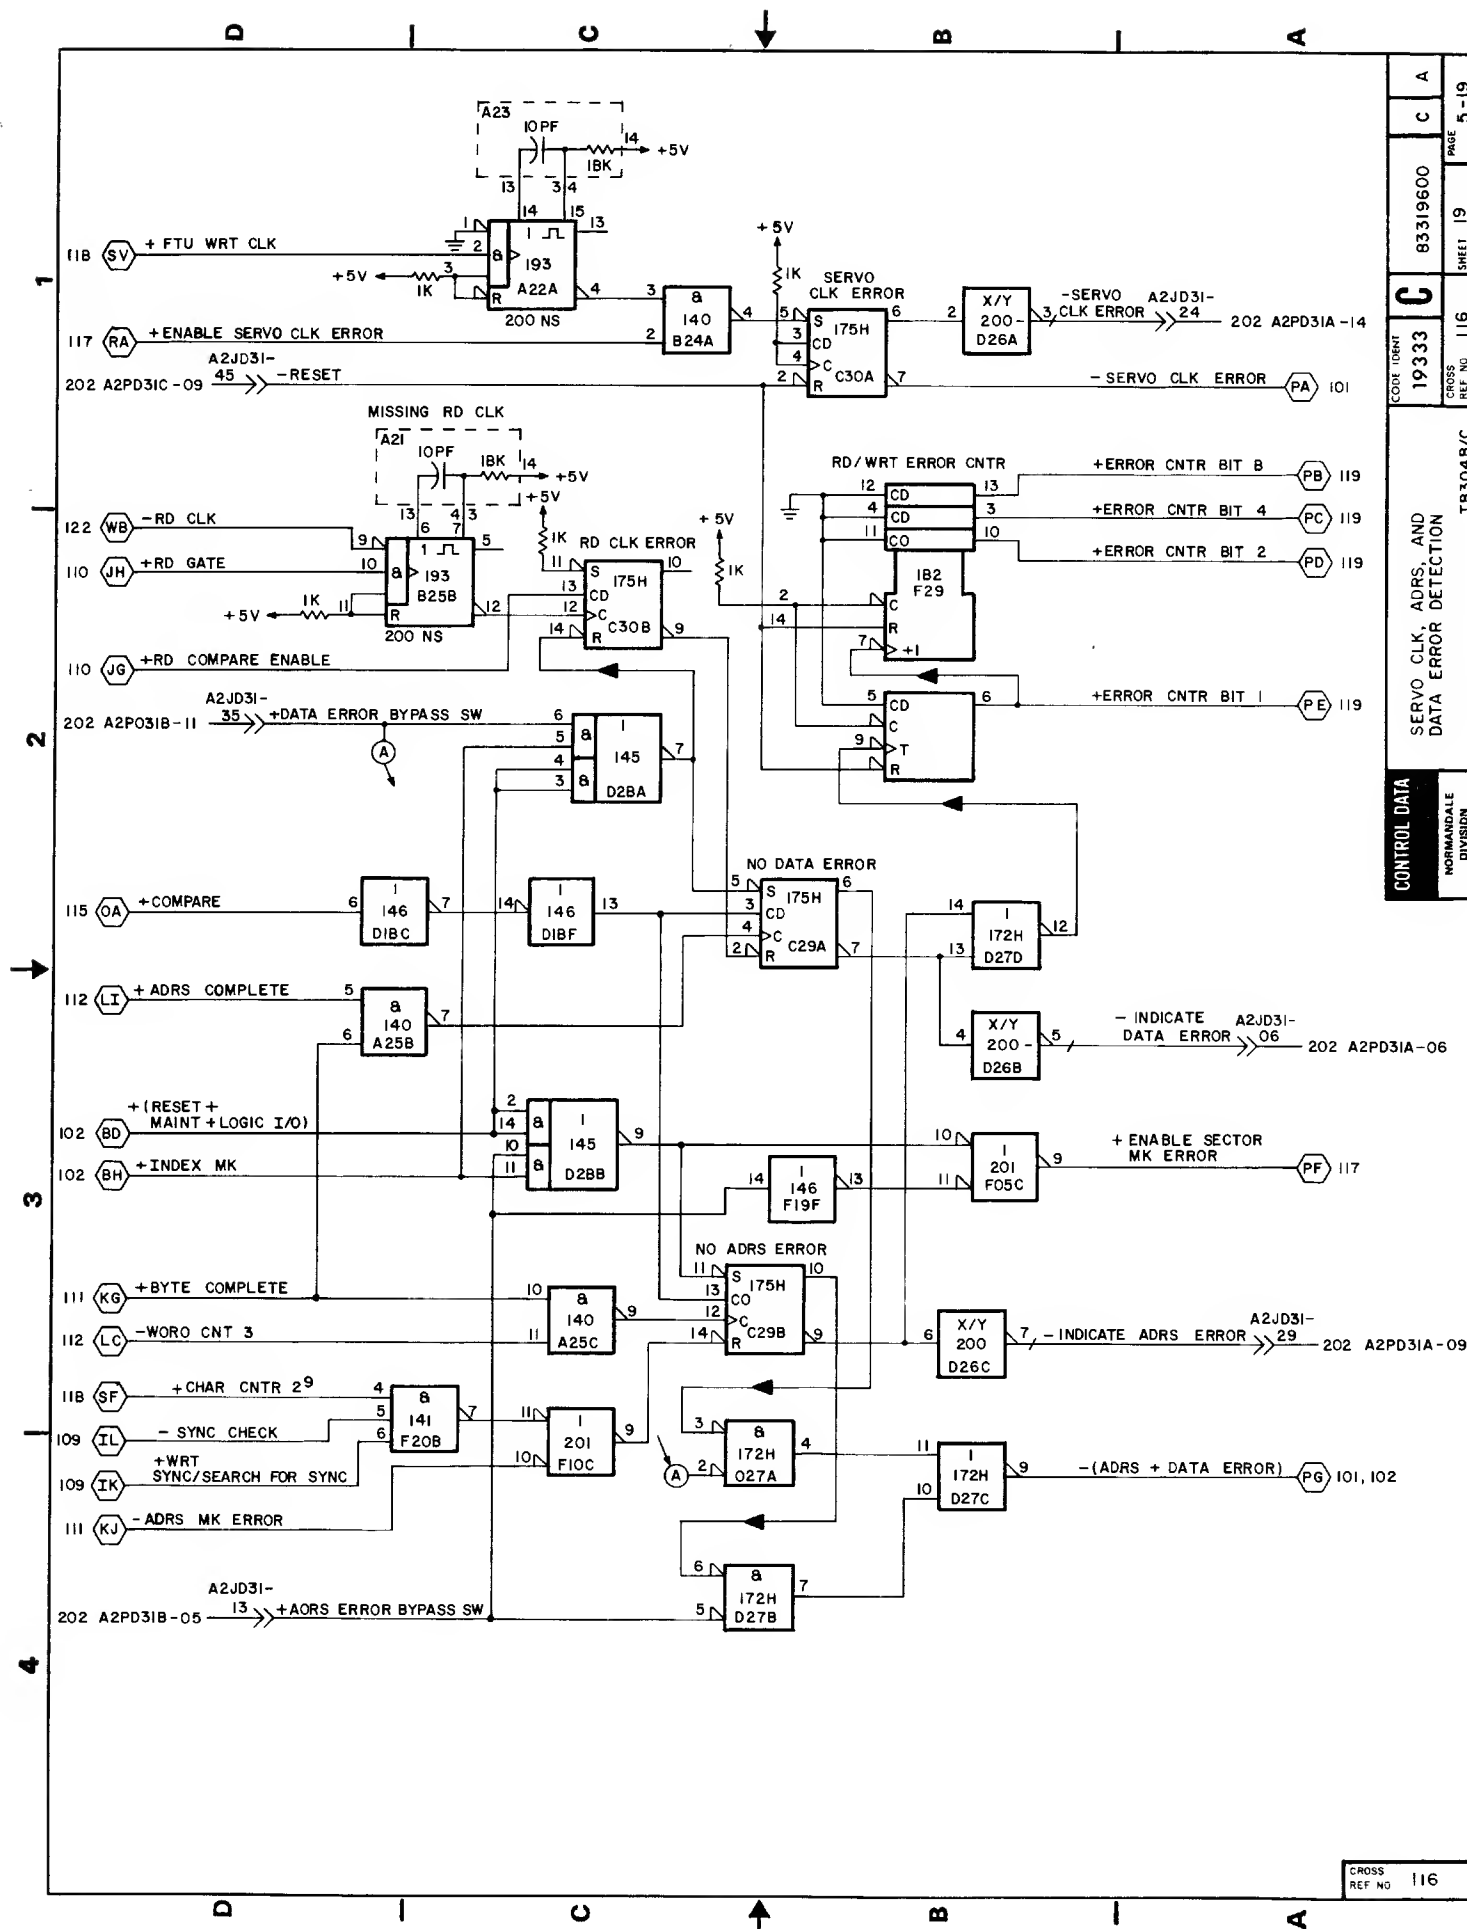 D
C
B
A
A23
10PF
18K
14
+5V
13
3
4
14
15
13
1
1
2
&
118 SV + FTU WRT CLK
193
+5V
1K
3
R
A22A
4
200 NS
117 RA +ENABLE SERVO CLK ERROR
3
2
&
140
B24A
4
+5V
1K
SERVO
CLK ERROR
5
3
4
2
S
CD
C
R
175H
C30A
6
7
2
X/Y
200-
D26A
3
-SERVO
CLK ERROR
A2JD31-
24
202 A2PD31A-14
A2JD31-
202 A2PD31C-09 45 -RESET
- SERVO CLK ERROR PA 101
MISSING RD CLK
A21
10PF
18K
14
+5V
13
4
3
6
7
122 WB -RD CLK
9
1
5
110 JH +RD GATE
10
&
193
B25B
+5V
1K
11
R
12
200 NS
+5V
1K
RD CLK ERROR
11
13
12
14
S
CD
C
R
175H
C30B
10
9
110 JG +RD COMPARE ENABLE
+5V
1K
RD/WRT ERROR CNTR
12 CD 13
4 CD 3
11 CO 10
1B2
F29
2 C
14 R
7 +1
+ERROR CNTR BIT 8 PB 119
+ERROR CNTR BIT 4 PC 119
+ERROR CNTR BIT 2 PD 119
5 CD 6
C
9 T
R
+ERROR CNTR BIT 1 PE 119
A2JD31-
202 A2PO31B-11 35 +DATA ERROR BYPASS SW
A
6
5
4
3
&
&
1
145
D2BA
7
115 OA +COMPARE
6
1
146
D1BC
7
14
1
146
D1BF
13
NO DATA ERROR
5
3
4
2
S
CD
C
R
175H
C29A
6
7
14
13
1
172H
D27D
12
112 LI + ADRS COMPLETE
5
6
&
140
A25B
7
4
X/Y
200-
D26B
5
- INDICATE
DATA ERROR
A2JD31-
06
202 A2PD31A-06
+(RESET +
MAINT +LOGIC I/O)
102 BD
102 BH +INDEX MK
2
14
10
11
&
&
1
145
D2BB
9
10
11
1
201
F05C
9
+ ENABLE SECTOR
MK ERROR
PF 117
14
1
146
F19F
13
NO ADRS ERROR
11
13
12
14
S
CO
C
R
175H
C29B
10
9
111 KG +BYTE COMPLETE
112 LC -WORO CNT 3
10
11
&
140
A25C
9
6
X/Y
200
D26C
7
-INDICATE ADRS ERROR
A2JD31-
29
202 A2PD31A-09
118 SF +CHAR CNTR 2⁹
109 IL - SYNC CHECK
+WRT
109 IK SYNC/SEARCH FOR SYNC
111 KJ -ADRS MK ERROR
4
5
6
&
141
F20B
7
11
10
1
201
F10C
9
A
3
2
&
172H
O27A
4
11
10
1
172H
D27C
9
-(ADRS + DATA ERROR) PG 101,102
6
5
&
172H
D27B
7
A2JD31-
202 A2PD31B-05 13 +AORS ERROR BYPASS SW
1
2
3
4
D
C
B
A
CROSS
REF NO 116
CONTROL DATA
NORMANDALE
DIVISION
SERVO CLK, ADRS, AND
DATA ERROR DETECTION
CODE IDENT
19333
C
83319600
C
A
CROSS
REF NO 116
SHEET 19
PAGE 5-19